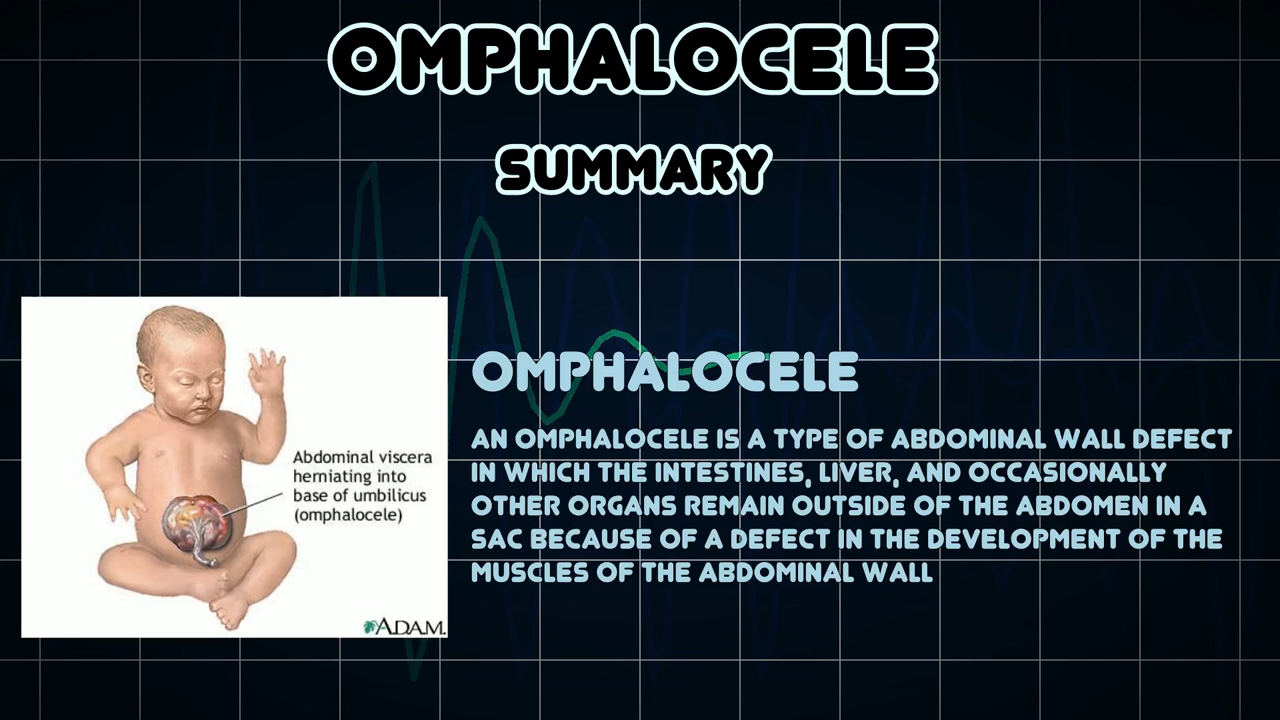 OMPHALOCELE
SUMMARY
Abdominal viscera
herniating into
base of umbilicus
(omphalocele)
A.D.A.M.
OMPHALOCELE
AN OMPHALOCELE IS A TYPE OF ABDOMINAL WALL DEFECT
IN WHICH THE INTESTINES, LIVER, AND OCCASIONALLY
OTHER ORGANS REMAIN OUTSIDE OF THE ABDOMEN IN A
SAC BECAUSE OF A DEFECT IN THE DEVELOPMENT OF THE
MUSCLES OF THE ABDOMINAL WALL